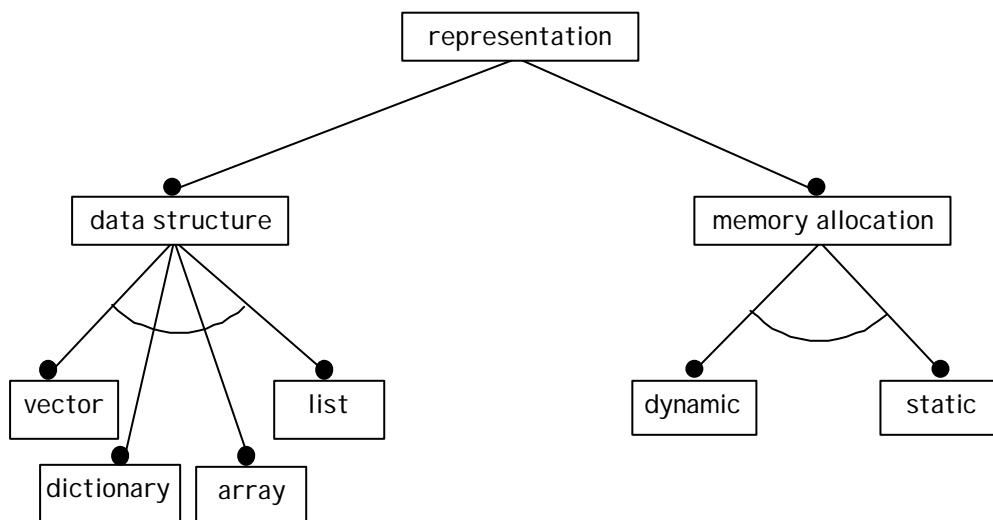 representation
data structure
memory allocation
vector
list
dynamic
static
dictionary
array